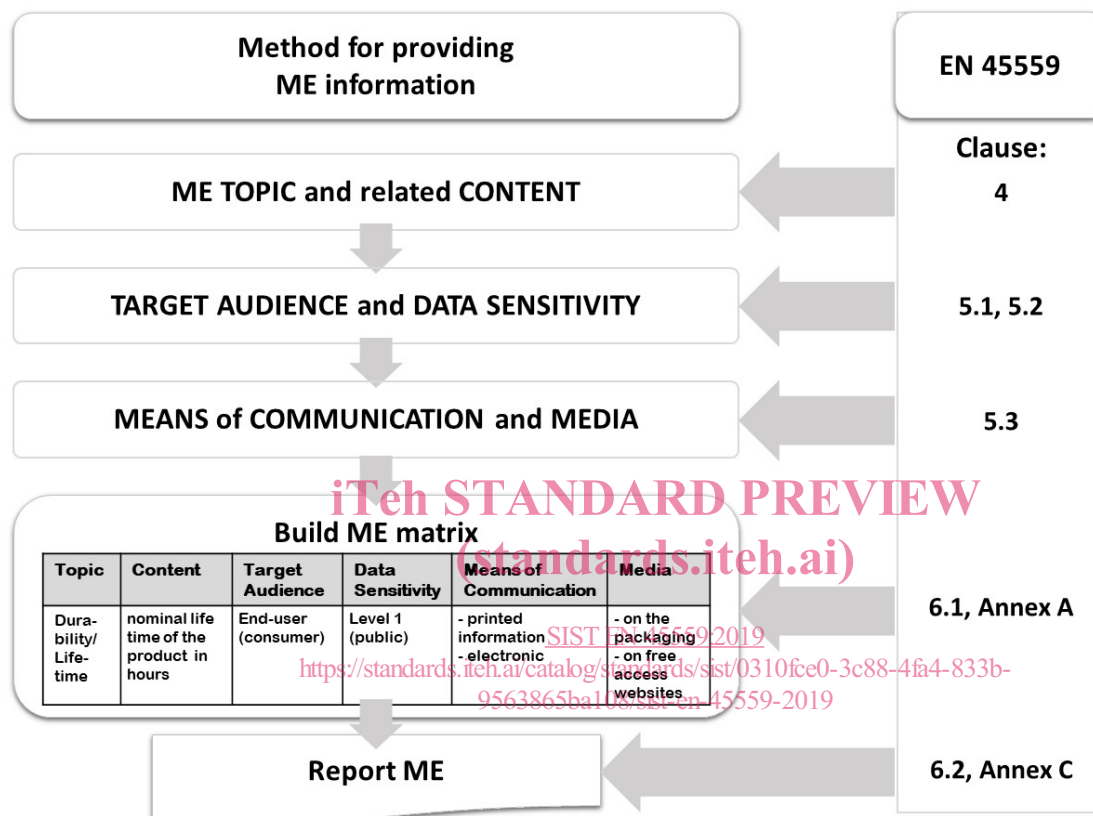 Method for providing
ME information
EN 45559
Clause:
ME TOPIC and related CONTENT
4
TARGET AUDIENCE and DATA SENSITIVITY
5.1, 5.2
MEANS of COMMUNICATION and MEDIA
5.3
iTeh STANDARD PREVIEW
(standards.iteh.ai)
Build ME matrix
Topic
Content
Target
Audience
Data
Sensitivity
Means of
Communication
Media
Dura-
bility/
Life-
time
nominal life
time of the
product in
hours
End-user
(consumer)
Level 1
(public)
- printed
information
- electronic
- on the
packaging
- on free
access
websites
6.1, Annex A
SIST EN 45559:2019
https://standards.iteh.ai/catalog/standards/sist/0310fce0-3c88-4fa4-833b-
9563865ba108/sist-en-45559-2019
Report ME
6.2, Annex C